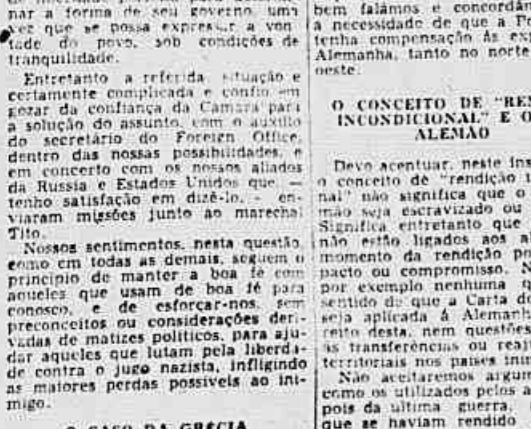 nar a forma de seu governo, uma
vez que se possa expressar a von-
tade do povo, sob condições de
tranquilidade.
Entretanto a referida situação e
certamente complicada e confio em
gozar da confiança da Camara para
a solução do assunto, com o auxilio
do secretário do Foreign Office,
dentro das nossas possibilidades, e
em concerto com os nossos aliados
da Russia e Estados Unidos que, —
tenho satisfação em dizê-lo, - en-
viaram missões junto ao marechal
Tito.
Nossos sentimentos, nesta questão
como em todas as demais, seguem o
principio de manter a boa fé com
aqueles que usam de boa fé para
conosco, e de esforçar-nos, sem
preconceitos ou considerações deri-
vadas de matizes politicos, para aju-
dar aqueles que lutam pela liberda-
de contra o jugo nazista, infligindo
as maiores perdas possiveis ao ini-
migo.
O CASO DA GRÉCIA
bem falámos e concordân
a necessidade de que a
tenha compensação ás
Alemanha, tanto no norte
oeste.
O CONCEITO DE "REN
INCONDICIONAL" E O
ALEMÃO
Devo acentuar, neste ins
o conceito de "rendição i
nal" não significa que o
mão seja escravizado ou
Significa entretanto que
não estão ligados aos al
momento da rendição po
pacto ou compromisso. N
por exemplo nenhuma q
sentido de que a Carta d
seja aplicada á Alemanh
reito desta, nem questões
ás transferências ou reaj
territoriais nos paises inim
Não aceitaremos argum
como os utilizados pelos a
pois da ultima guerra,
que se haviam rendido